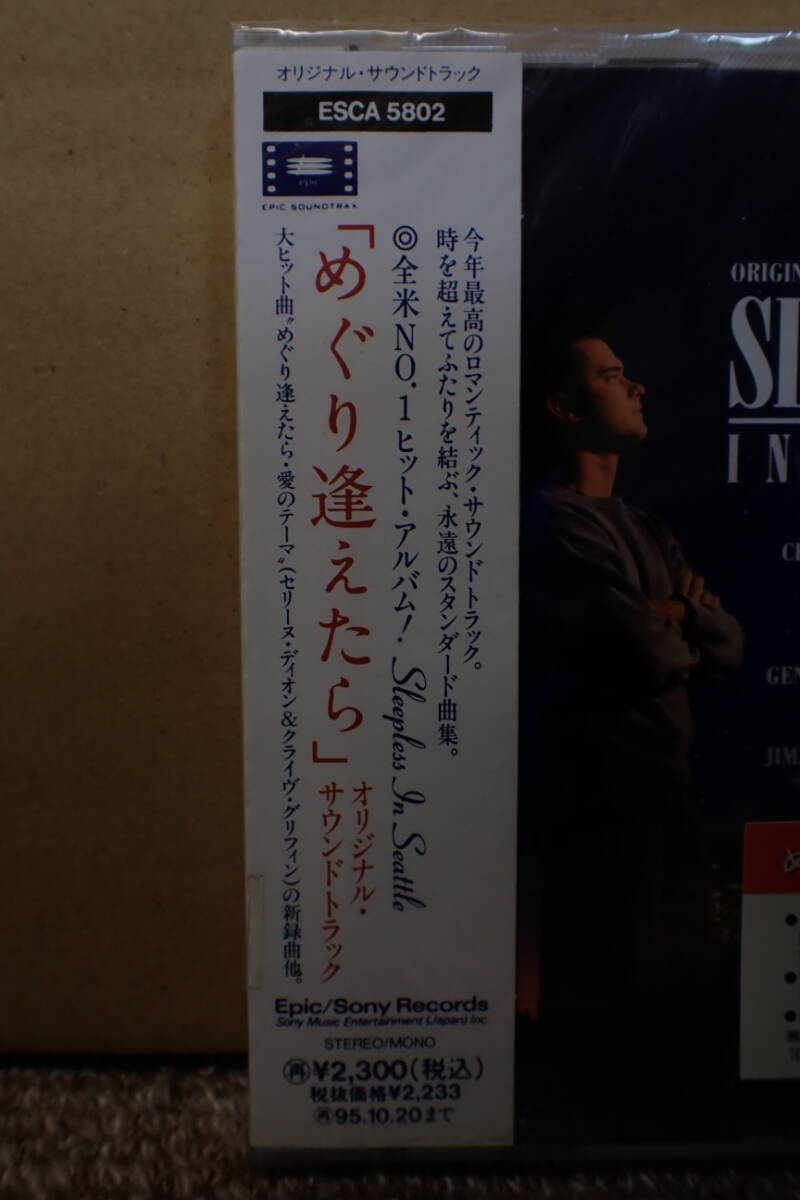 オリジナル・サウンドトラック
ESCA 5802
epic
EPIC SOUNDTRAX
今年最高のロマンティック・サウンドトラック。
時を超えてふたりを結ぶ、永遠のスタンダード曲集。
◎全米NO.1ヒット・アルバム! Sleepless In Seattle
「めぐり逢えたら」オリジナル・
サウンドトラック
大ヒット曲"めぐり逢えたら・愛のテーマ"(セリーヌ・ディオン&クライヴ・グリフィン)の新録曲他。
Epic/Sony Records
Sony Music Entertainment (Japan) Inc.
STEREO/MONO
再¥2,300(税込)
税抜価格¥2,233
再95.10.20まで
ORIGIN
SL
IN
GEN
JIM
め